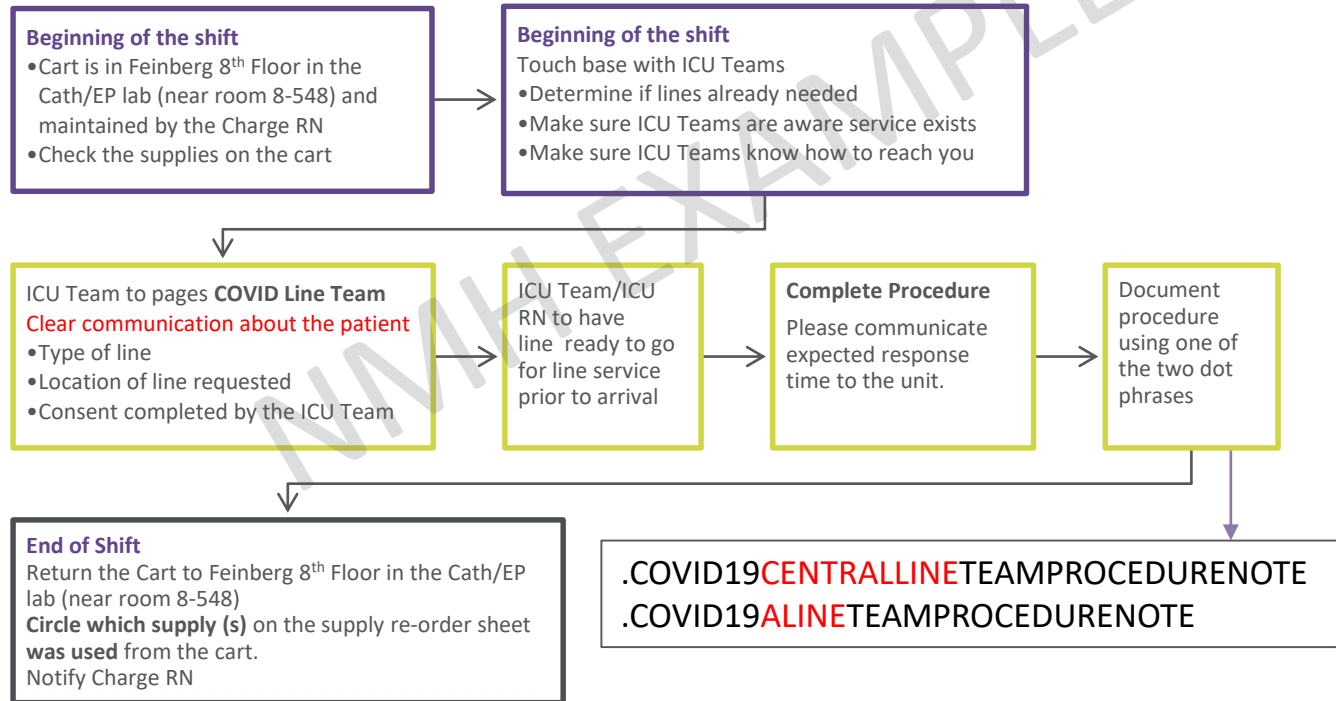 Beginning of the shift
•Cart is in Feinberg 8th Floor in the
Cath/EP lab (near room 8-548) and
maintained by the Charge RN
•Check the supplies on the cart
Beginning of the shift
Touch base with ICU Teams
•Determine if lines already needed
•Make sure ICU Teams are aware service exists
•Make sure ICU Teams know how to reach you
ICU Team to pages COVID Line Team
Clear communication about the patient
•Type of line
•Location of line requested
•Consent completed by the ICU Team
ICU Team/ICU
RN to have
line ready to go
for line service
prior to arrival
Complete Procedure
Please communicate
expected response
time to the unit.
Document
procedure
using one of
the two dot
phrases
End of Shift
Return the Cart to Feinberg 8th Floor in the Cath/EP
lab (near room 8-548)
Circle which supply (s) on the supply re-order sheet
was used from the cart.
Notify Charge RN
.COVID19CENTRALLINETEAMPROCEDURENOTE
.COVID19ALINETEAMPROCEDURENOTE
NMH EXAMPLE